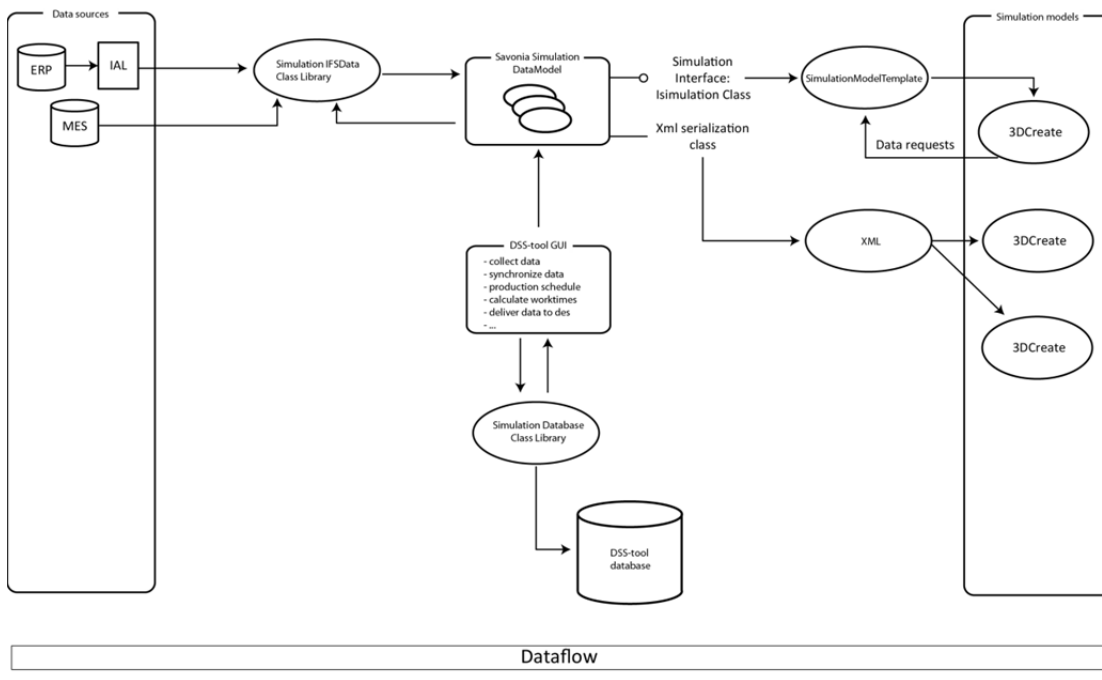 Data sources
ERP
IAL
MES
Simulation IFSData
Class Library
Savonia Simulation
DataModel
Simulation
Interface:
Isimulation Class
Xml serialization
class
SimulationModelTemplate
Simulation models
3DCreate
Data requests
XML
3DCreate
3DCreate
DSS-tool GUI
- collect data
- synchronize data
- production schedule
- calculate worktimes
- deliver data to des
- ...
Simulation Database
Class Library
DSS-tool
database
Dataflow